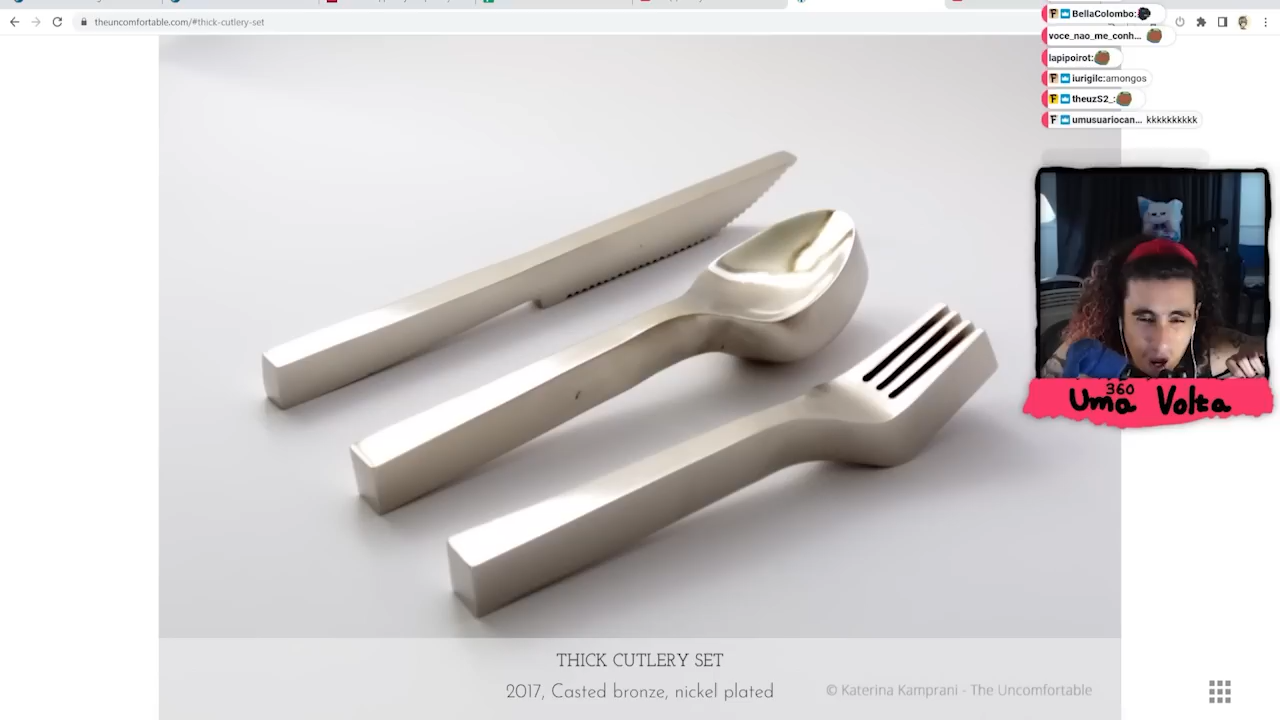 theuncomfortable.com/#thick-cutlery-set
BellaColombo:
voce_nao_me_conh...
lapipoirot:
iurigilc: amongos
theuzS2_:
umusuariocan... kkkkkkkkkk
360
Uma Volta
THICK CUTLERY SET
2017, Casted bronze, nickel plated
© Katerina Kamprani - The Uncomfortable